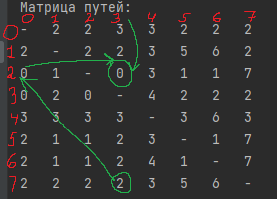 Матрица путей:
0 1 2 3 4 5 6 7
0 - 2 2 3 3 2 2 2
1 2 - 2 2 3 5 6 2
2 0 1 - 0 3 1 1 7
3 0 2 0 - 4 2 2 2
4 3 3 3 3 - 3 6 3
5 2 1 1 2 3 - 1 7
6 2 1 1 2 4 1 - 7
7 2 2 2 2 3 5 6 -